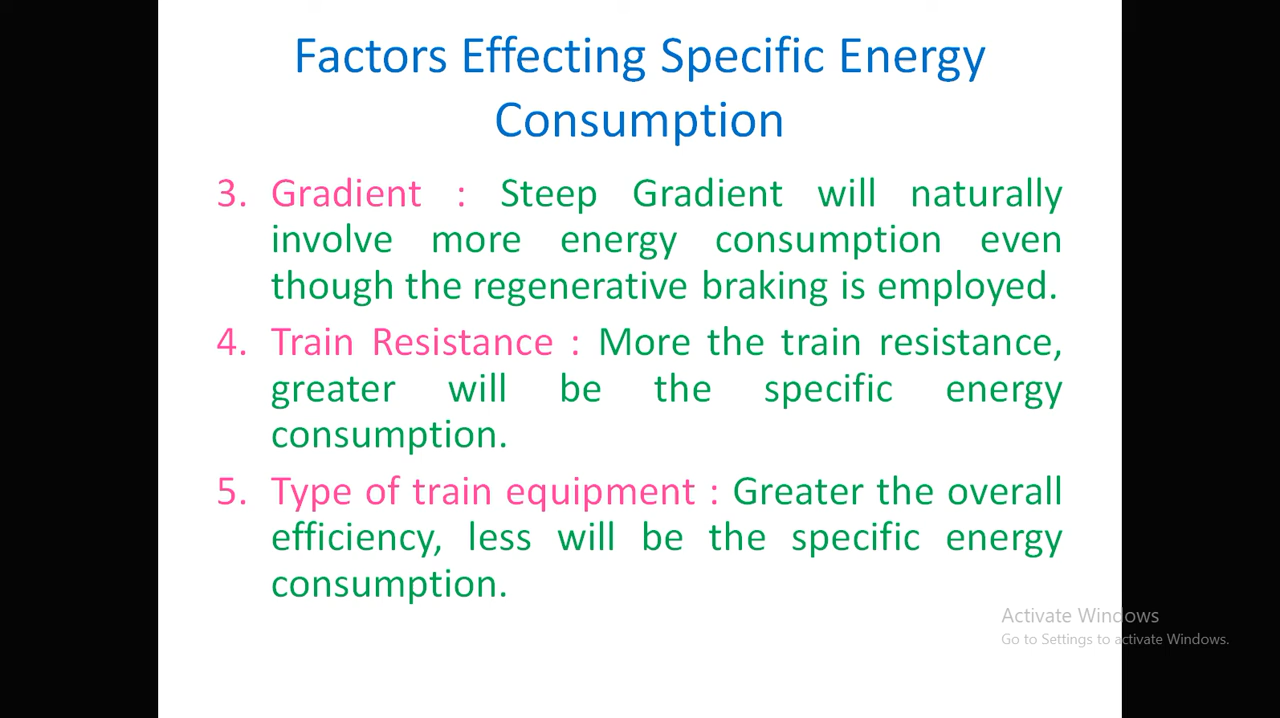 Factors Effecting Specific Energy
Consumption
3. Gradient : Steep Gradient will naturally
involve more energy consumption even
though the regenerative braking is employed.
4. Train Resistance : More the train resistance,
greater will be the specific energy
consumption.
5. Type of train equipment : Greater the overall
efficiency, less will be the specific energy
consumption.
Activate Windows
Go to Settings to activate Windows.